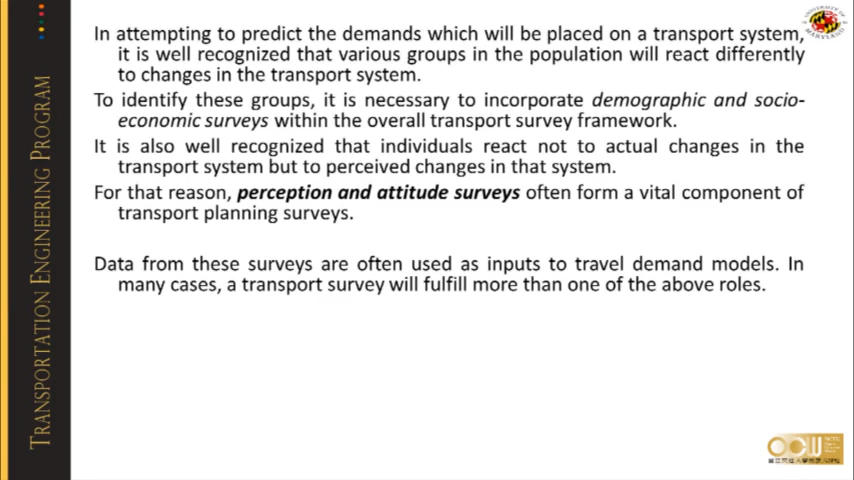 In attempting to predict the demands which will be placed on a transport system,
it is well recognized that various groups in the population will react differently
to changes in the transport system.
To identify these groups, it is necessary to incorporate demographic and socio-
economic surveys within the overall transport survey framework.
It is also well recognized that individuals react not to actual changes in the
transport system but to perceived changes in that system.
For that reason, perception and attitude surveys often form a vital component of
transport planning surveys.
Data from these surveys are often used as inputs to travel demand models. In
many cases, a transport survey will fulfill more than one of the above roles.
TRANSPORTATION ENGINEERING PROGRAM
UNIVERSITY OF
MARYLAND
OCW